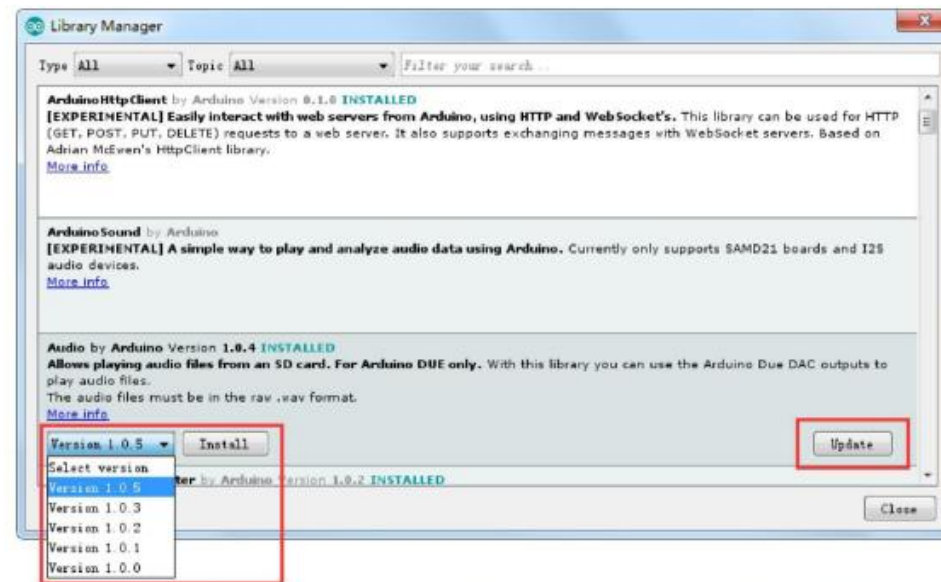 Library Manager
Type All Topic All Filter your search...
ArduinoHttpClient by Arduino Version 0.1.0 INSTALLED
[EXPERIMENTAL] Easily interact with web servers from Arduino, using HTTP and WebSocket's. This library can be used for HTTP
(GET, POST, PUT, DELETE) requests to a web server. It also supports exchanging messages with WebSocket servers. Based on
Adrian McEwen's HttpClient library.
More info
ArduinoSound by Arduino
[EXPERIMENTAL] A simple way to play and analyze audio data using Arduino. Currently only supports SAMD21 boards and I2S
audio devices.
More info
Audio by Arduino Version 1.0.4 INSTALLED
Allows playing audio files from an SD card. For Arduino DUE only. With this library you can use the Arduino Due DAC outputs to
play audio files.
The audio files must be in the raw .wav format.
More info
Version 1.0.5 Install Update
Select version
Version 1.0.5 ter by Arduino Version 1.0.2 INSTALLED
Version 1.0.3
Close
Version 1.0.2
Version 1.0.1
Version 1.0.0